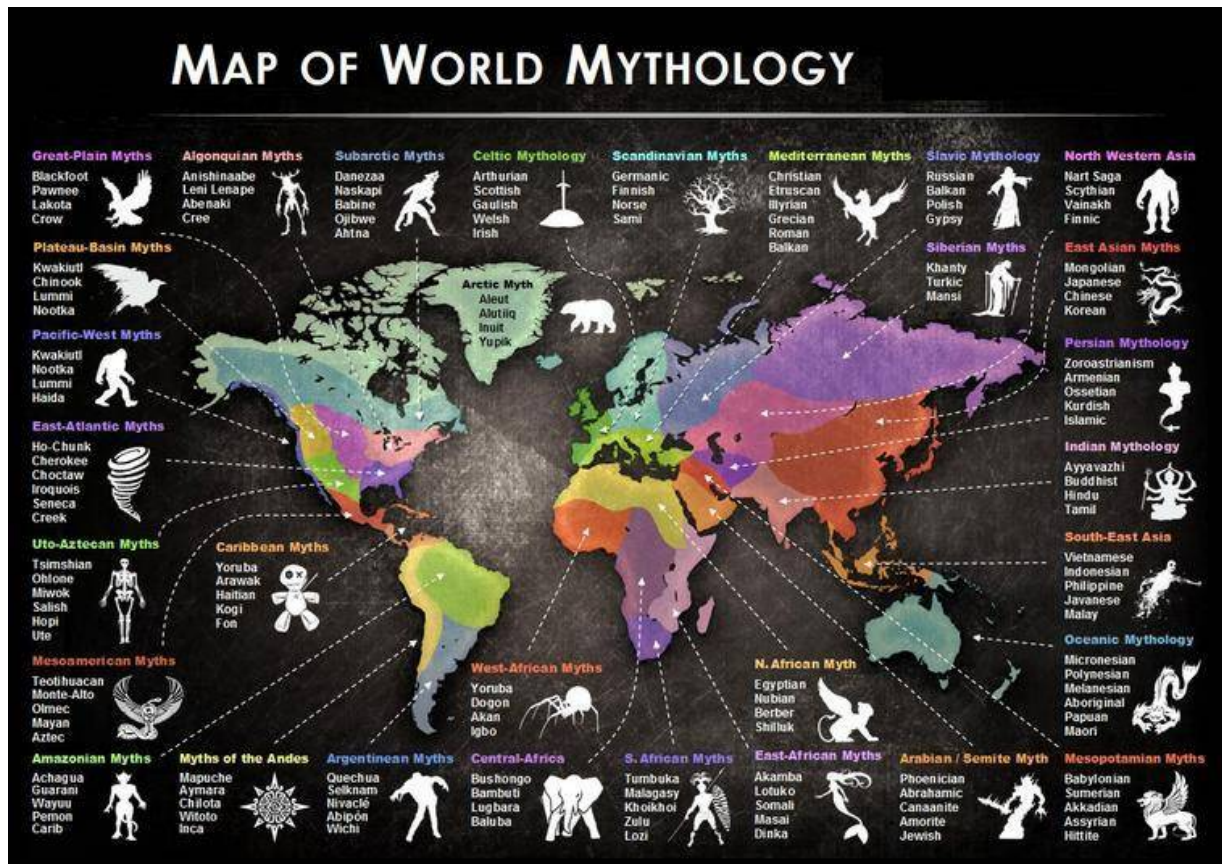 MAP OF WORLD MYTHOLOGY
Great-Plain Myths
Blackfoot
Pawnee
Lakota
Crow
Algonquian Myths
Anishinaabe
Leni Lenape
Abenaki
Cree
Subarctic Myths
Danezaa
Naskapi
Babine
Ojibwe
Ahtna
Celtic Mythology
Arthurian
Scottish
Gaulish
Welsh
Irish
Scandinavian Myths
Germanic
Finnish
Norse
Sami
Mediterranean Myths
Christian
Etruscan
Illyrian
Grecian
Roman
Balkan
Slavic Mythology
Russian
Balkan
Polish
Gypsy
North Western Asia
Nart Saga
Scythian
Vainakh
Finnic
Plateau-Basin Myths
Kwakiutl
Chinook
Lummi
Nootka
Arctic Myth
Aleut
Alutiiq
Inuit
Yupik
Siberian Myths
Khanty
Turkic
Mansi
East Asian Myths
Mongolian
Japanese
Chinese
Korean
Pacific-West Myths
Kwakiutl
Nootka
Lummi
Haida
Persian Mythology
Zoroastrianism
Armenian
Ossetian
Kurdish
Islamic
East-Atlantic Myths
Ho-Chunk
Cherokee
Choctaw
Iroquois
Seneca
Creek
Indian Mythology
Ayyavazhi
Buddhist
Hindu
Tamil
Uto-Aztecan Myths
Tsimshian
Ohlone
Miwok
Salish
Hopi
Ute
Caribbean Myths
Yoruba
Arawak
Haitian
Kogi
Fon
South-East Asia
Vietnamese
Indonesian
Philippine
Javanese
Malay
Mesoamerican Myths
Teotihuacan
Monte-Alto
Olmec
Mayan
Aztec
West-African Myths
Yoruba
Dogon
Akan
Igbo
N. African Myth
Egyptian
Nubian
Berber
Shilluk
Oceanic Mythology
Micronesian
Polynesian
Melanesian
Aboriginal
Papuan
Maori
Amazonian Myths
Achagua
Guarani
Wayuu
Pemon
Carib
Myths of the Andes
Mapuche
Aymara
Chilota
Witoto
Inca
Argentinean Myths
Quechua
Selknam
Nivaclé
Abipón
Wichi
Central-Africa
Bushongo
Bambuti
Lugbara
Baluba
S. African Myths
Tumbuka
Malagasy
Khoikhoi
Zulu
Lozi
East-African Myths
Akamba
Lotuko
Somali
Masai
Dinka
Arabian / Semite Myth
Phoenician
Abrahamic
Canaanite
Amorite
Jewish
Mesopotamian Myths
Babylonian
Sumerian
Akkadian
Assyrian
Hittite